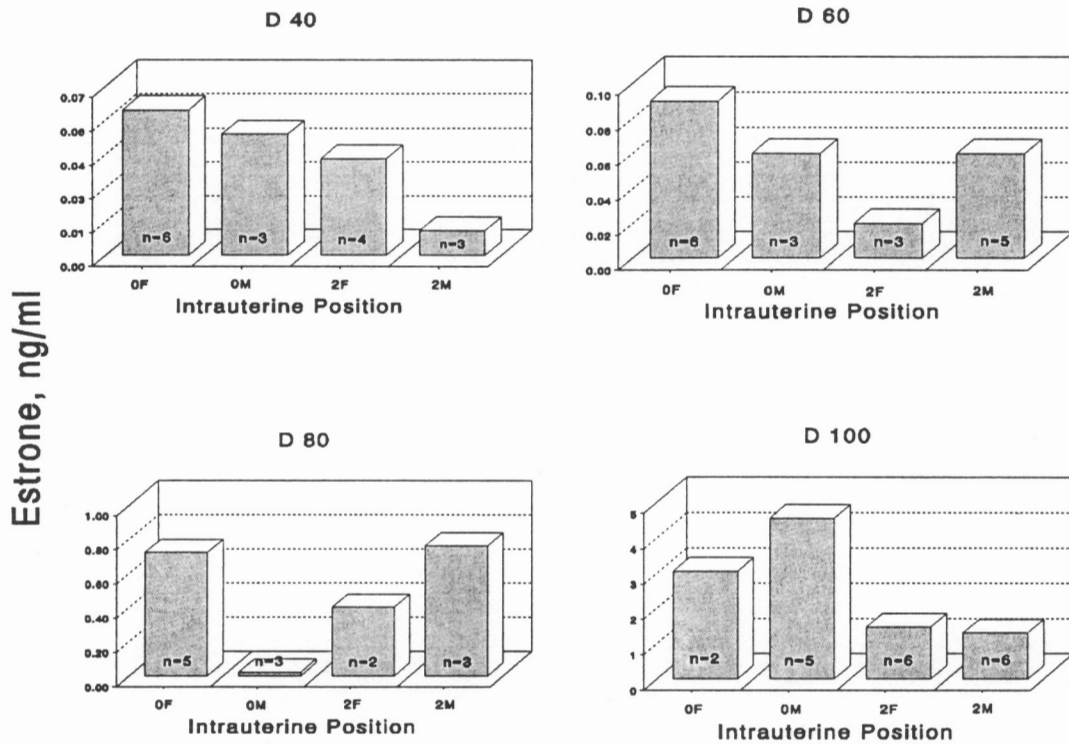 D 40
0.07
0.06
0.04
0.03
0.01
0.00
n=6
n=3
n=4
n=3
0F
0M
2F
2M
Intrauterine Position
D 60
0.10
0.08
0.06
0.04
0.02
0.00
n=6
n=3
n=3
n=5
0F
0M
2F
2M
Intrauterine Position
Estrone, ng/ml
D 80
1.00
0.80
0.60
0.40
0.20
0.00
n=5
n=3
n=2
n=3
0F
0M
2F
2M
Intrauterine Position
D 100
5
4
3
2
1
0
n=2
n=5
n=6
n=6
0F
0M
2F
2M
Intrauterine Position